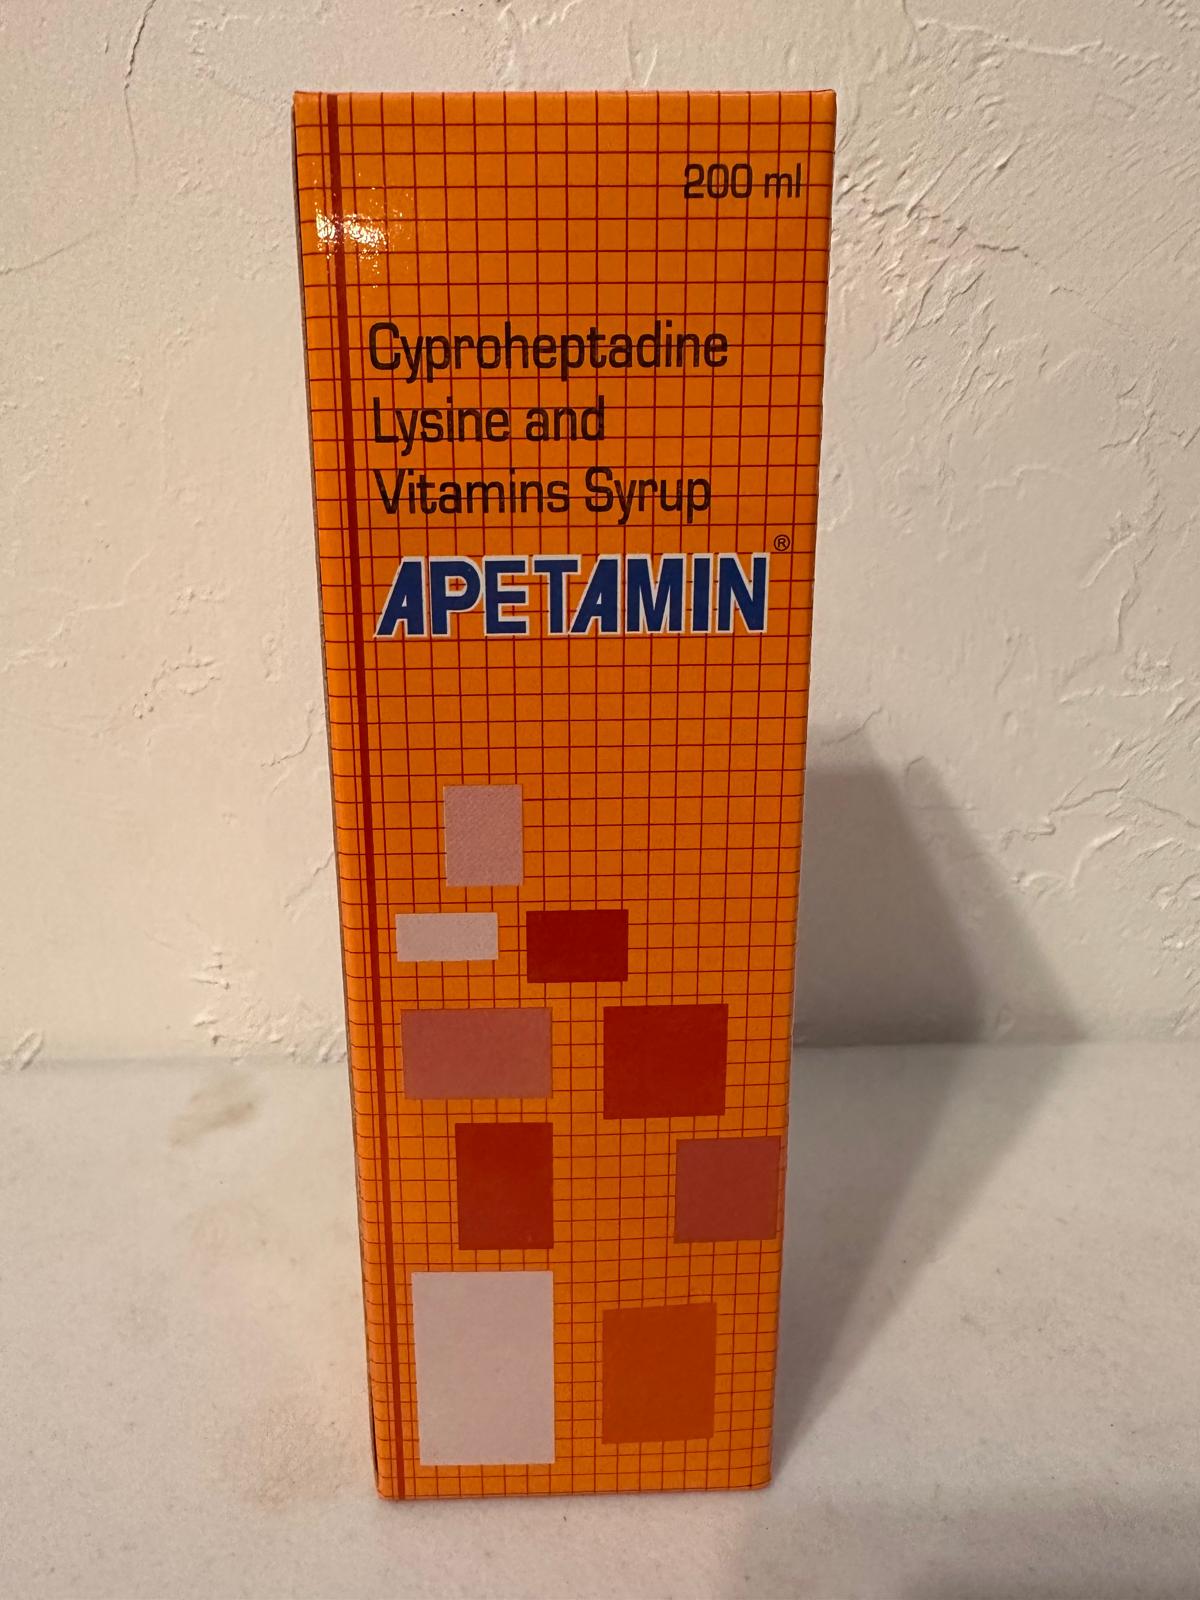 200 ml
Cyproheptadine
Lysine and
Vitamins Syrup
APETAMIN®